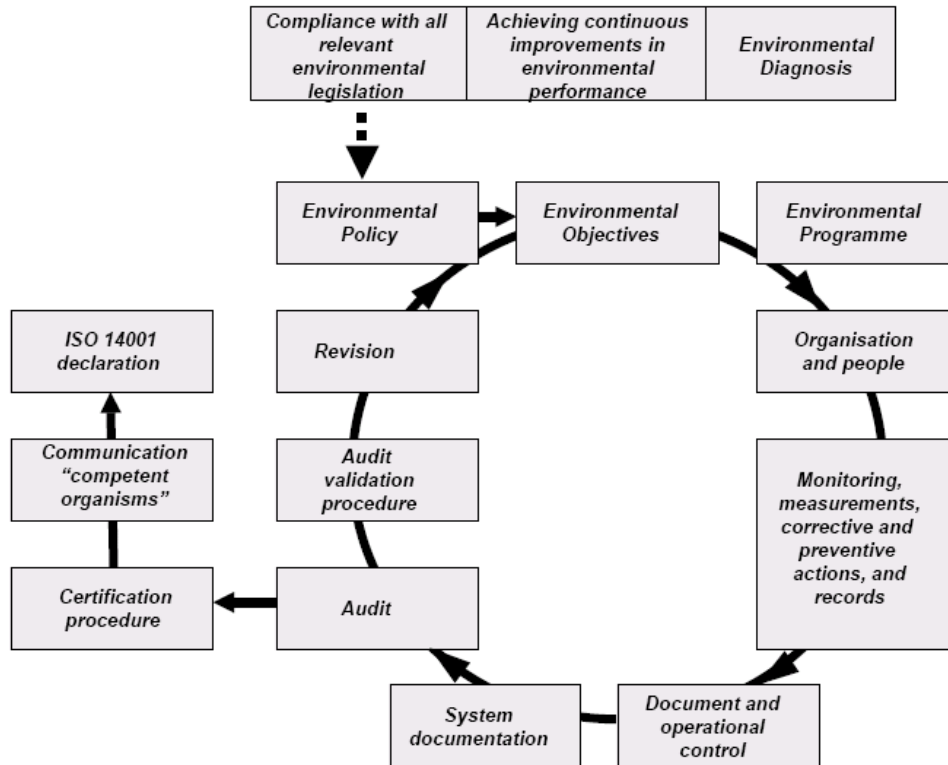 Compliance with all
relevant
environmental
legislation
Achieving continuous
improvements in
environmental
performance
Environmental
Diagnosis
Environmental
Policy
Environmental
Objectives
Environmental
Programme
ISO 14001
declaration
Revision
Organisation
and people
Communication
“competent
organisms”
Audit
validation
procedure
Monitoring,
measurements,
corrective and
preventive
actions, and
records
Certification
procedure
Audit
System
documentation
Document and
operational
control